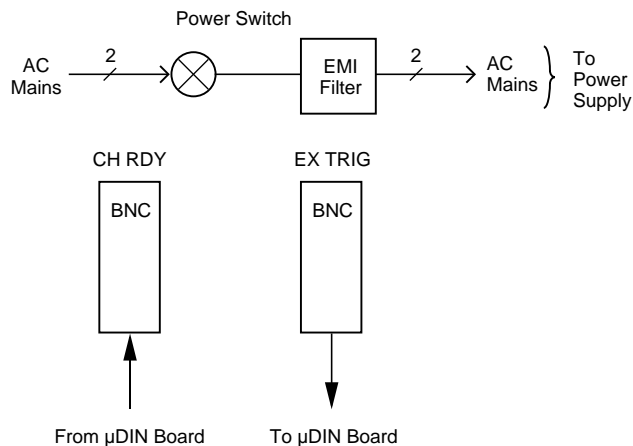 Power Switch
AC
Mains
2
EMI
Filter
2
AC
Mains
To
Power
Supply
CH RDY
EX TRIG
BNC
BNC
From µDIN Board
To µDIN Board